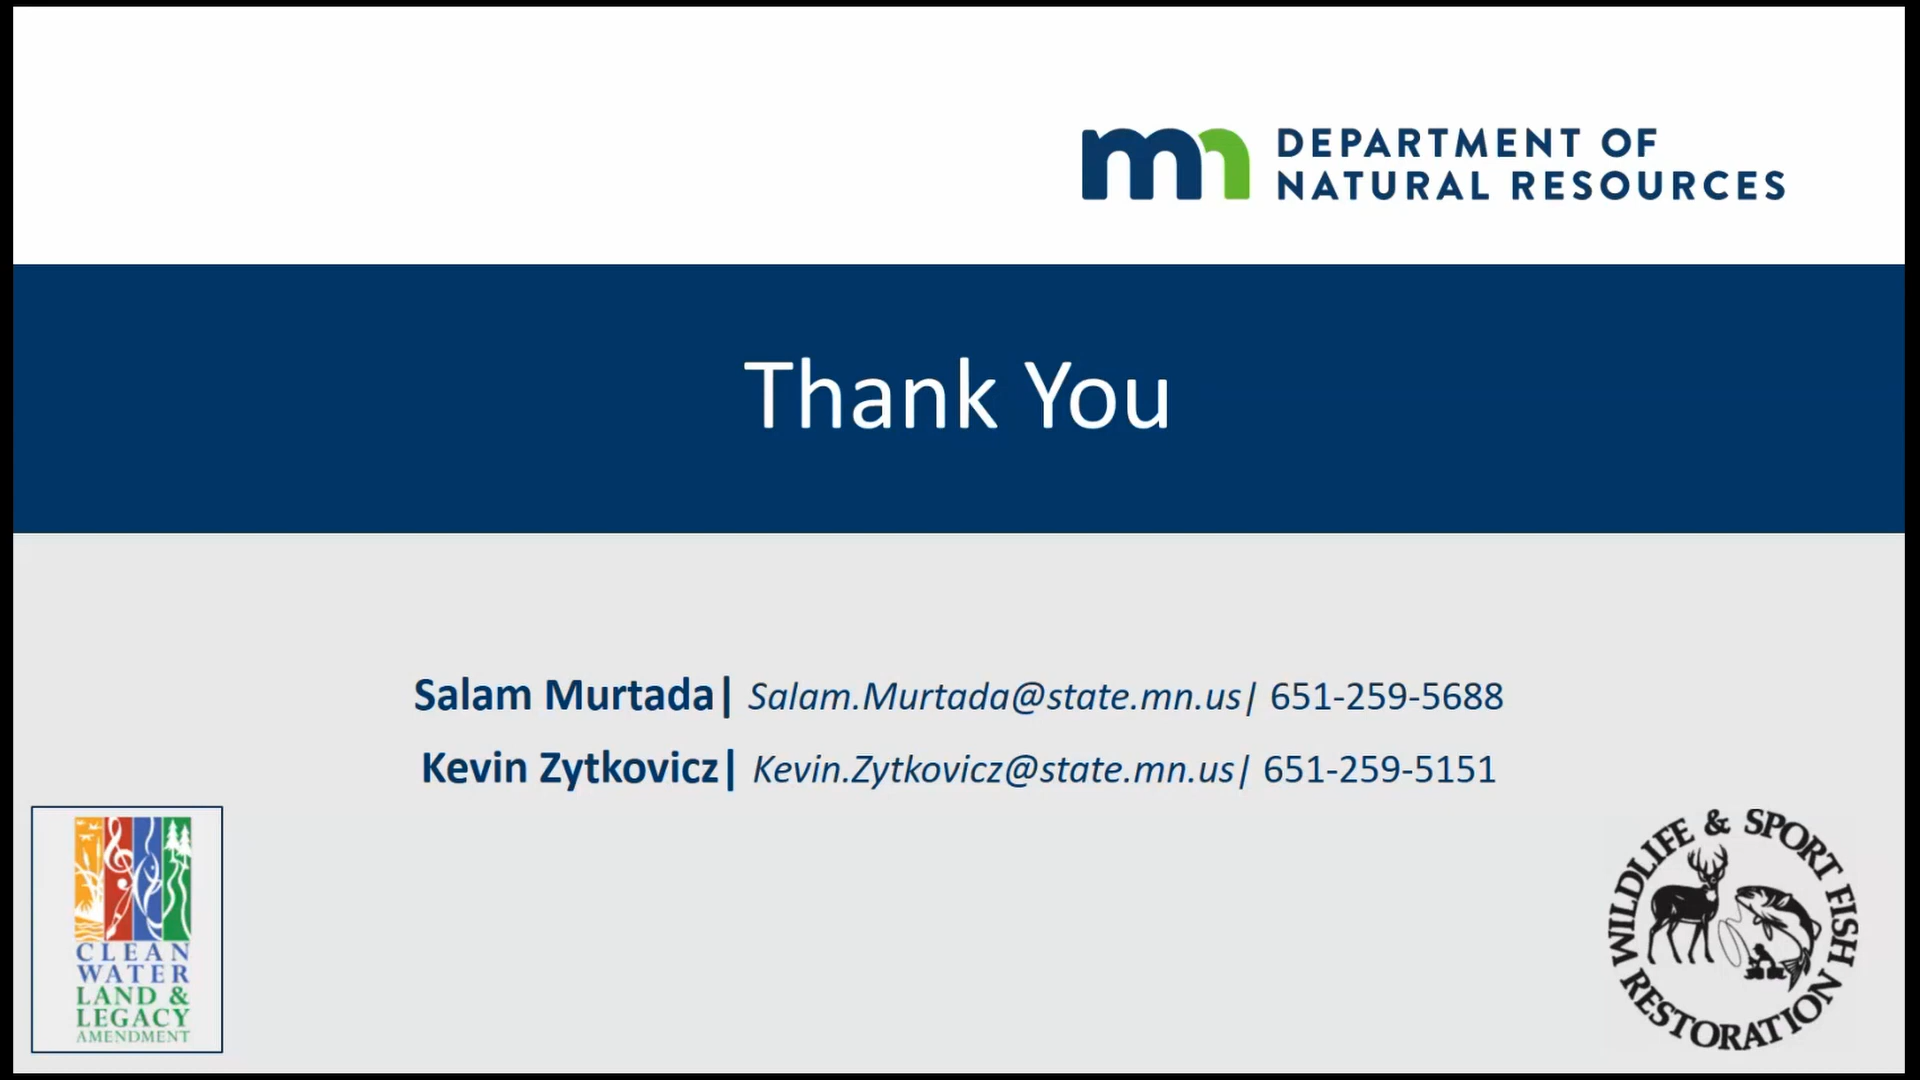 mn DEPARTMENT OF
NATURAL RESOURCES
Thank You
Salam Murtada| Salam.Murtada@state.mn.us| 651-259-5688
Kevin Zytkovicz| Kevin.Zytkovicz@state.mn.us| 651-259-5151
CLEAN
WATER
LAND &
LEGACY
AMENDMENT
WILDLIFE & SPORT FISH
RESTORATION